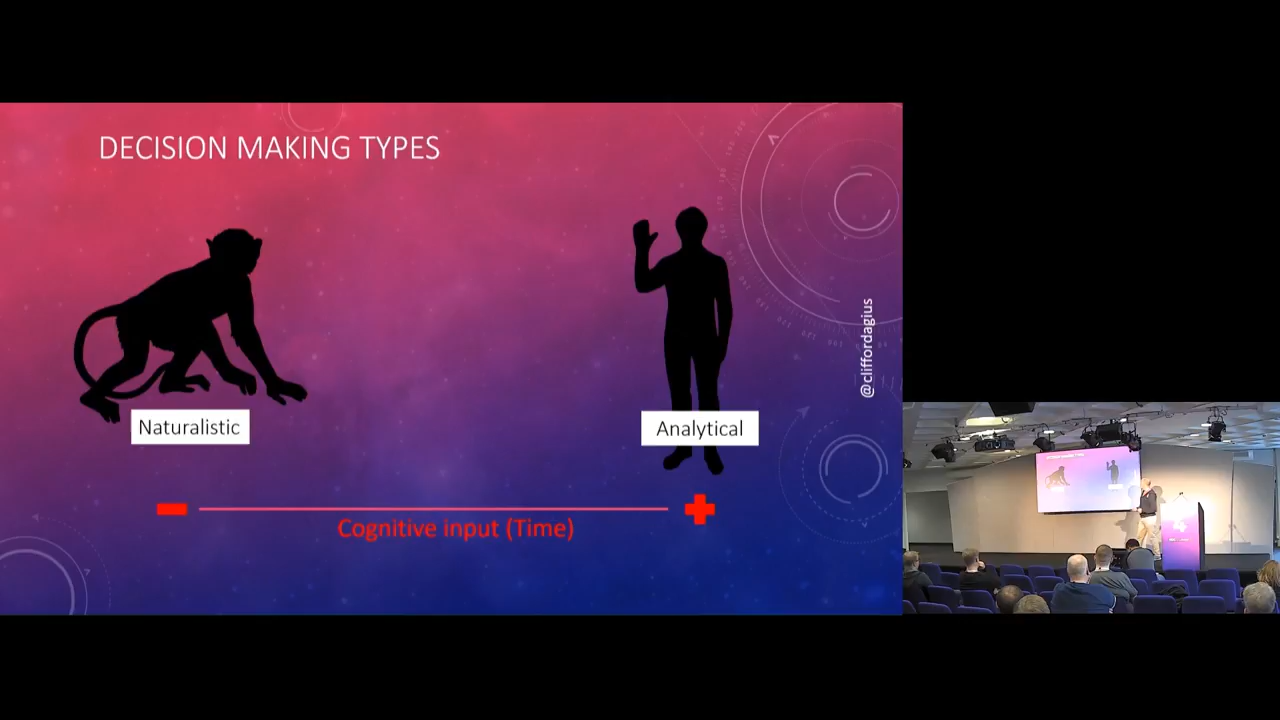 DECISION MAKING TYPES
@cliffordagius
Naturalistic
Analytical
Cognitive input (Time)